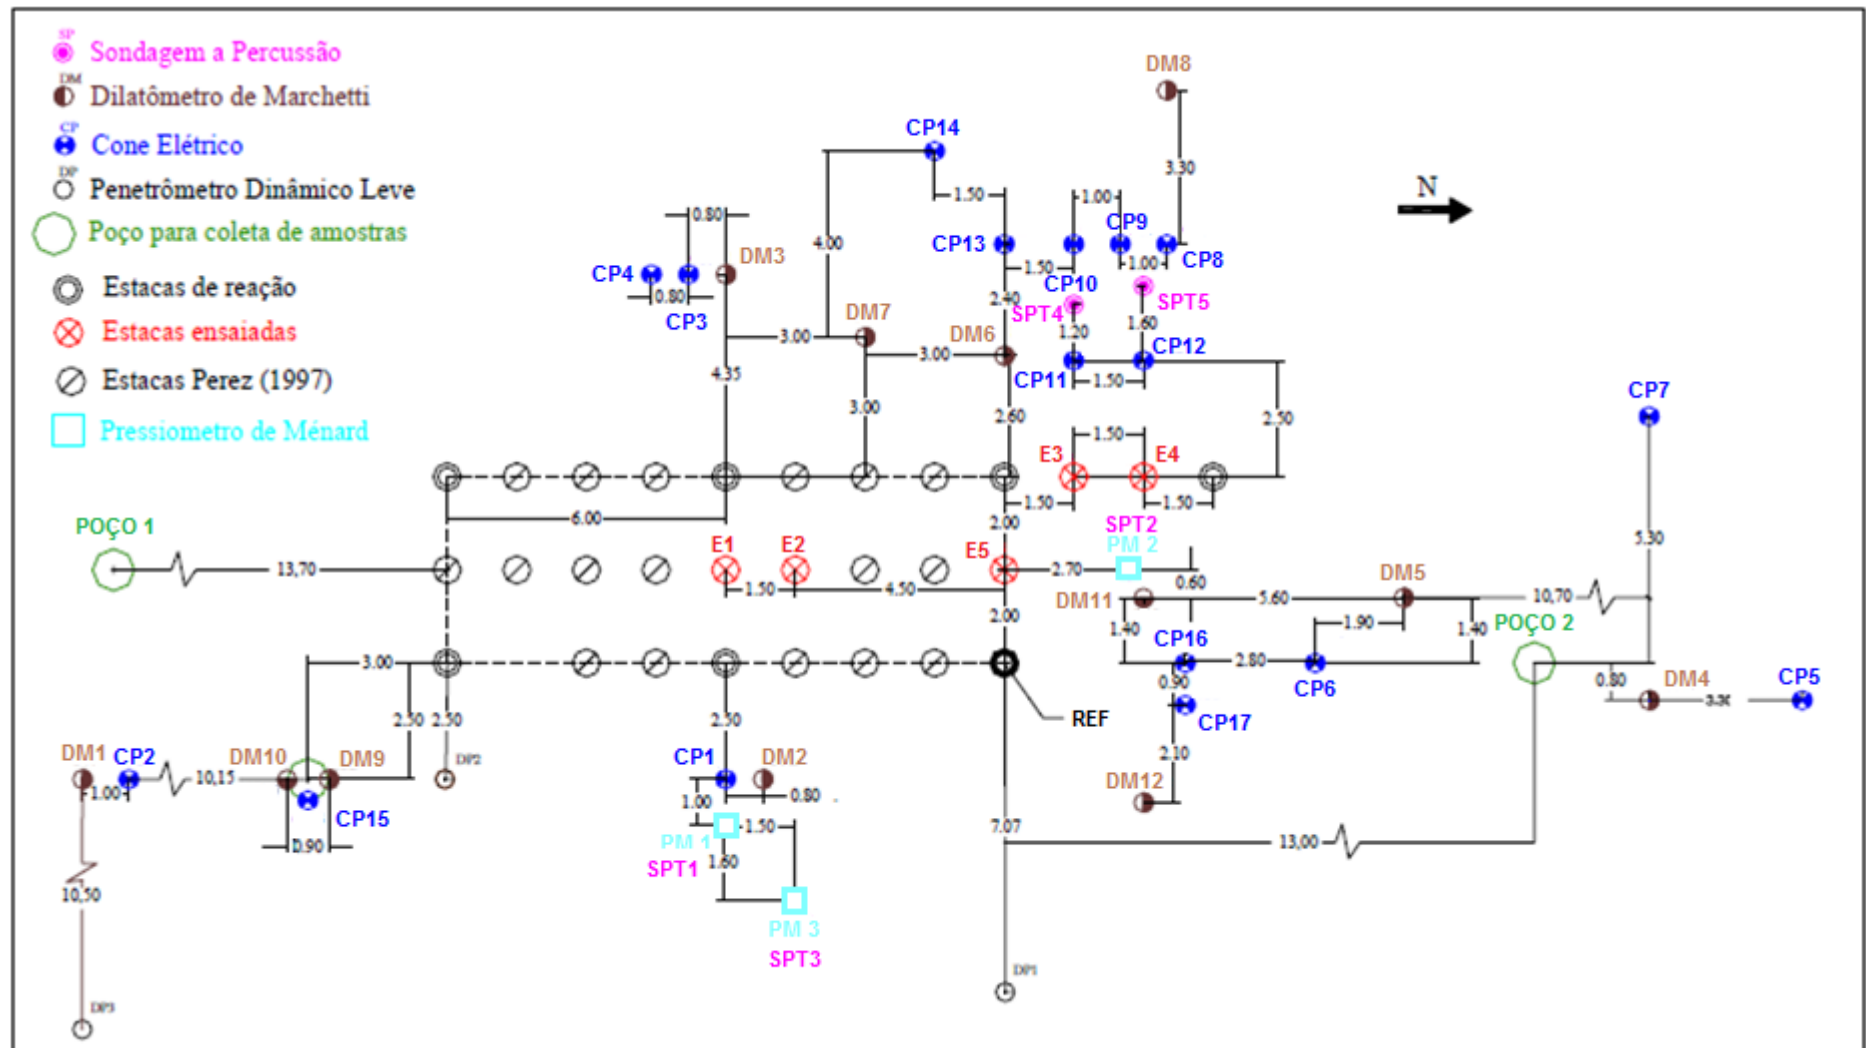 SP
Sondagem a Percussão
DM
Dilatômetro de Marchetti
CP
Cone Elétrico
DP
Penetrômetro Dinâmico Leve
Poço para coleta de amostras
Estacas de reação
Estacas ensaiadas
Estacas Perez (1997)
Pressiometro de Ménard
DM8
CP14
3.30
N
1.50
1.00
0.80
CP9
4.00
CP13
CP8
DM3
CP4
1.50
1.00
CP10
0.80
2.40
SPT4
SPT5
CP3
DM7
DM6
1.20
1.60
3.00
3.00
CP12
4.35
CP11
1.50
CP7
3.00
2.60
2.50
1.50
E3
E4
1.50
1.50
6.00
2.00
POÇO 1
SPT2
PM 2
5.30
E1
E2
E5
13,70
2.70
0.60
DM5
1.50
4.50
DM11
5.60
10,70
2.00
1.40
CP16
1.90
1.40
POÇO 2
3.00
2.80
0.90
CP6
0.80
DM4
CP5
2.50
2.50
2.50
REF
CP17
DM1
CP2
DM10
DM9
DP2
CP1
DM2
2.10
10,15
DM12
1.00
1.00
0.80
CP15
7.07
PM 1
1.50
0.90
13,00
SPT1
1.60
10,50
PM 3
SPT3
DP1
DP3